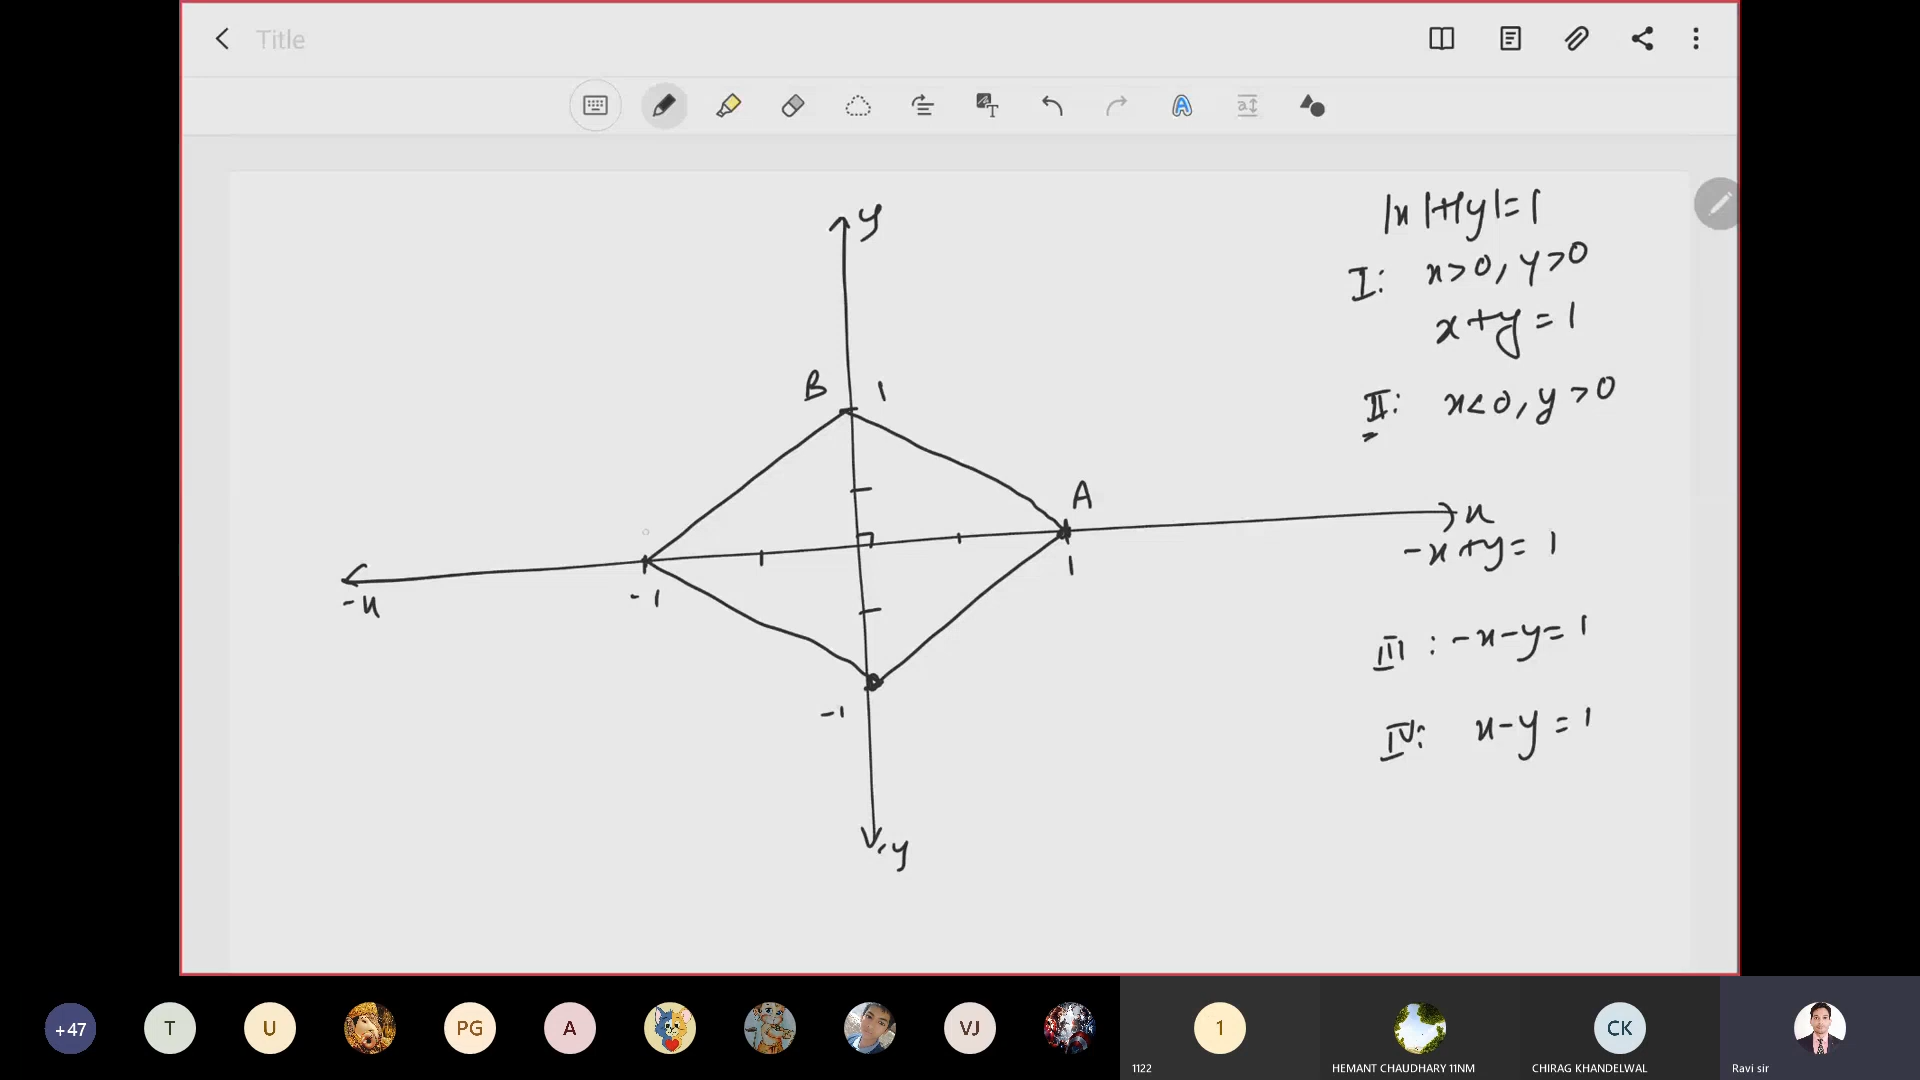 Title
y
B 1
A
x
1
-x
-1
-1
-y
|x|+|y|=1
I: x>0, y>0
x+y=1
II: x<0, y>0
-x+y=1
III: -x-y=1
IV: x-y=1
+47 T U PG A VJ 1 CK
1122 HEMANT CHAUDHARY 11NM CHIRAG KHANDELWAL Ravi sir